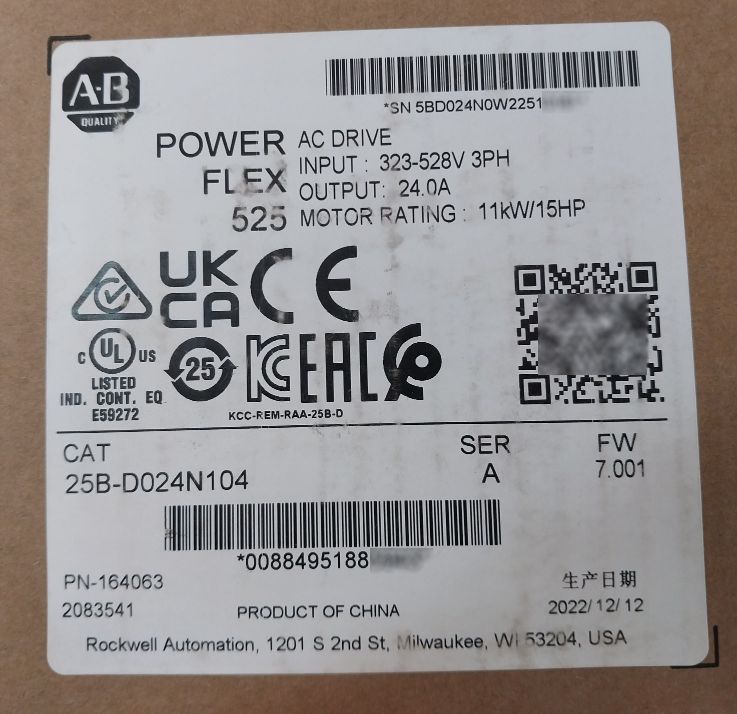 A-B
QUALITY
*SN 5BD024N0W2251
POWER FLEX 525
AC DRIVE
INPUT : 323-528V 3PH
OUTPUT: 24.0A
MOTOR RATING : 11kW/15HP
UK CA CE
C UL US
LISTED
IND. CONT. EQ
E59272
25
KC EAC
KCC-REM-RAA-25B-D
CAT
25B-D024N104
SER
A
FW
7.001
*0088495188
PN-164063
2083541
PRODUCT OF CHINA
生产日期
2022/12/12
Rockwell Automation, 1201 S 2nd St, Milwaukee, WI 53204, USA